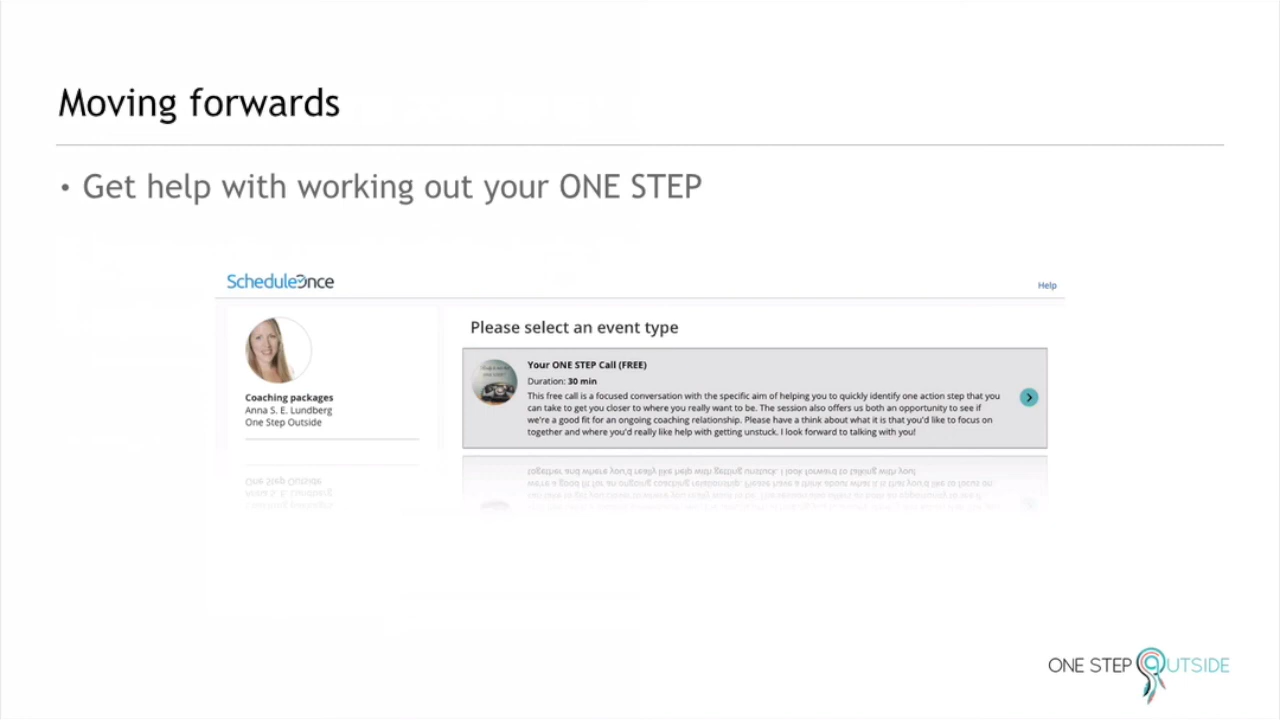 Moving forwards
• Get help with working out your ONE STEP
ScheduleOnce
Help
Coaching packages
Anna S. E. Lundberg
One Step Outside
Please select an event type
Your ONE STEP Call (FREE)
Duration: 30 min
This free call is a focused conversation with the specific aim of helping you to quickly identify one action step that you
can take to get you closer to where you really want to be. The session also offers us both an opportunity to see if
we're a good fit for an ongoing coaching relationship. Please have a think about what it is that you'd like to focus on
together and where you'd really like help with getting unstuck. I look forward to talking with you!
ONE STEP OUTSIDE